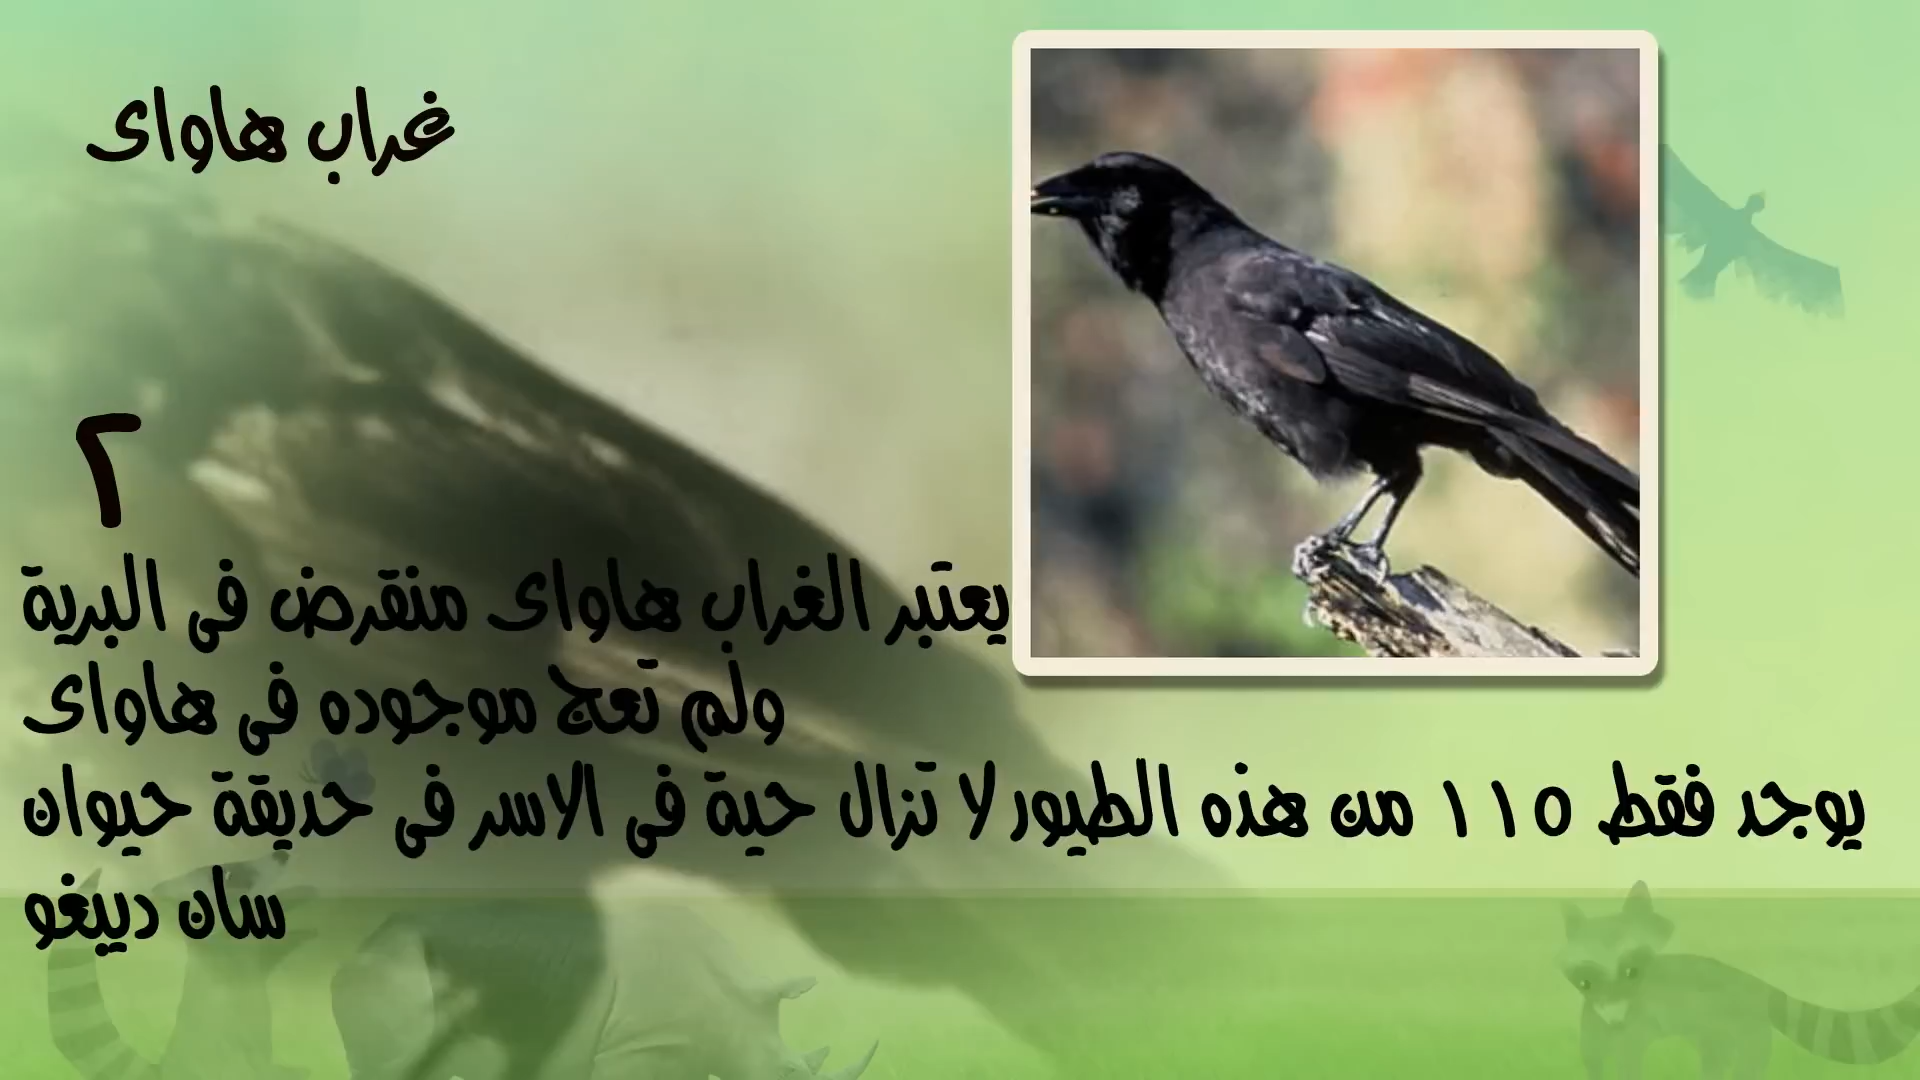 غراب هاواى
٢
يعتبر الغراب هاواى منقرض فى البرية
ولم تعج موجوده فى هاواى
يوجد فقط ١١٥ من هذه الطيور لا تزال حية فى الاسر فى حديقة حيوان
سان دييغو